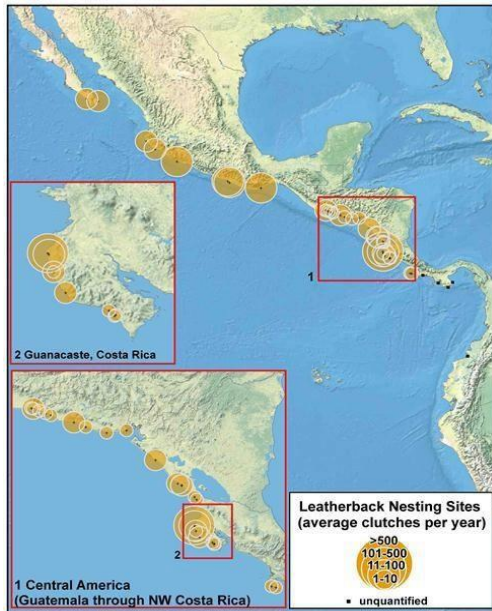 1
2 Guanacaste, Costa Rica
2
1 Central America
(Guatemala through NW Costa Rica)
Leatherback Nesting Sites
(average clutches per year)
>500
101-500
11-100
1-10
unquantified